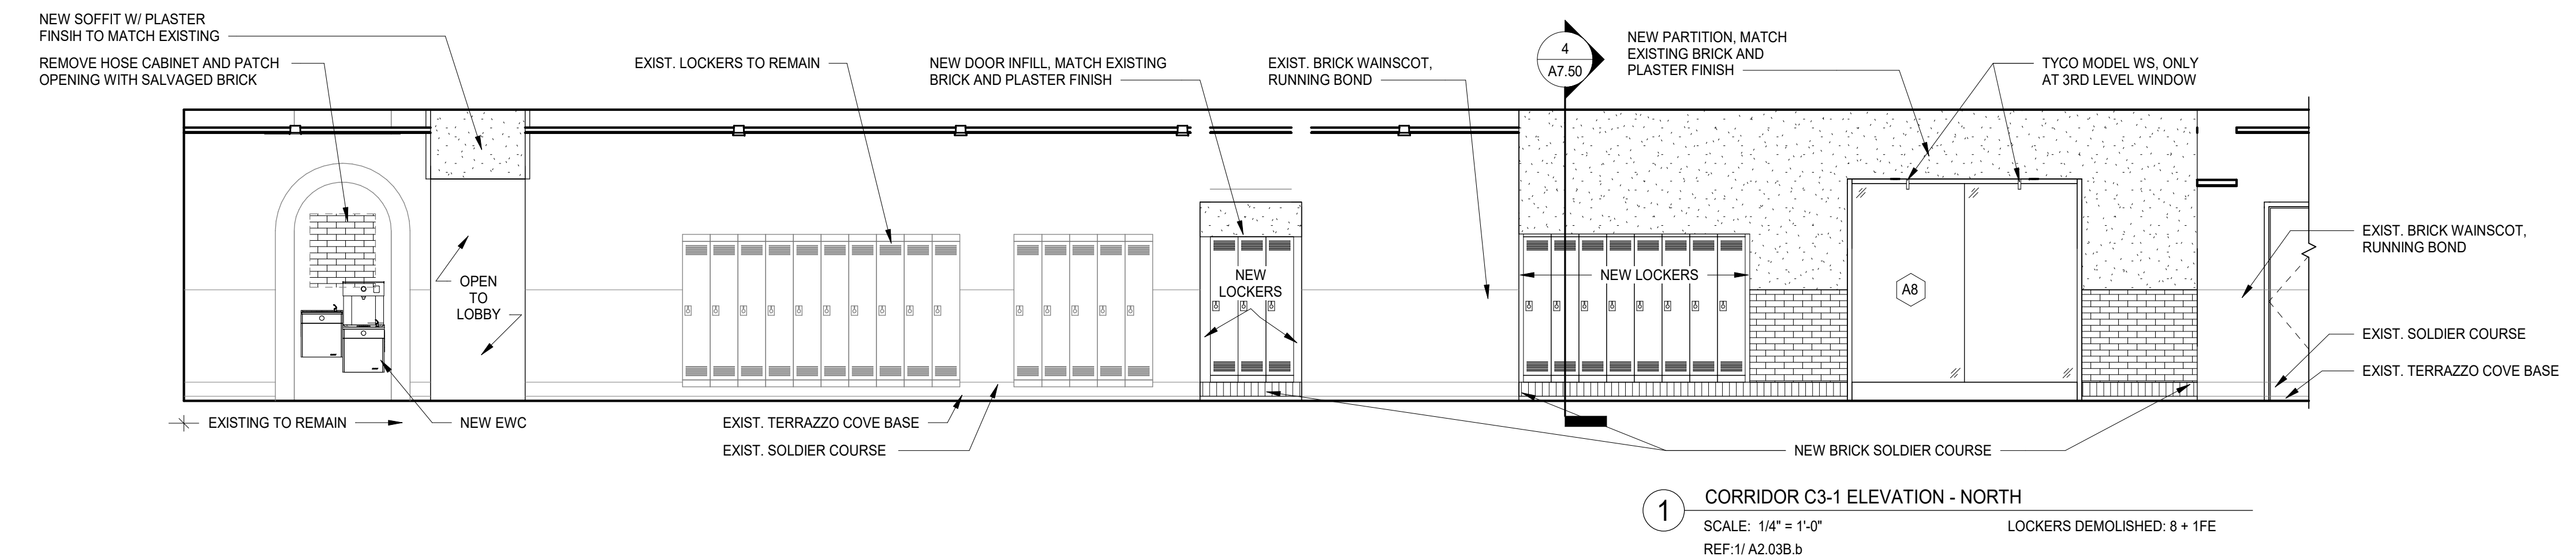 NEW SOFFIT W/ PLASTER
FINSIH TO MATCH EXISTING
REMOVE HOSE CABINET AND PATCH
OPENING WITH SALVAGED BRICK
EXIST. LOCKERS TO REMAIN
NEW DOOR INFILL, MATCH EXISTING
BRICK AND PLASTER FINISH
EXIST. BRICK WAINSCOT,
RUNNING BOND
4
A7.50
NEW PARTITION, MATCH
EXISTING BRICK AND
PLASTER FINISH
TYCO MODEL WS, ONLY
AT 3RD LEVEL WINDOW
OPEN
TO
LOBBY
NEW
LOCKERS
NEW LOCKERS
A8
EXIST. BRICK WAINSCOT,
RUNNING BOND
EXIST. SOLDIER COURSE
EXIST. TERRAZZO COVE BASE
EXISTING TO REMAIN
NEW EWC
EXIST. TERRAZZO COVE BASE
EXIST. SOLDIER COURSE
NEW BRICK SOLDIER COURSE
1
CORRIDOR C3-1 ELEVATION - NORTH
SCALE: 1/4" = 1'-0"
LOCKERS DEMOLISHED: 8 + 1FE
REF:1/ A2.03B.b